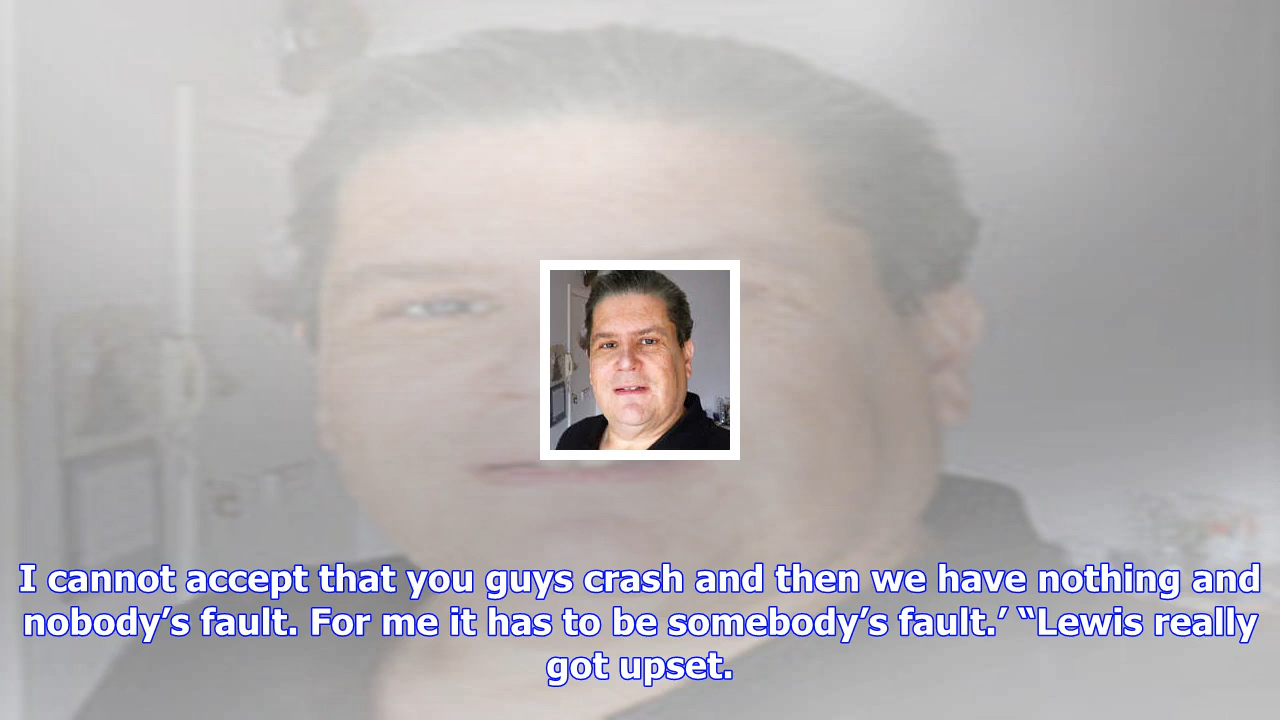 I cannot accept that you guys crash and then we have nothing and
nobody’s fault. For me it has to be somebody’s fault.’ “Lewis really
got upset.